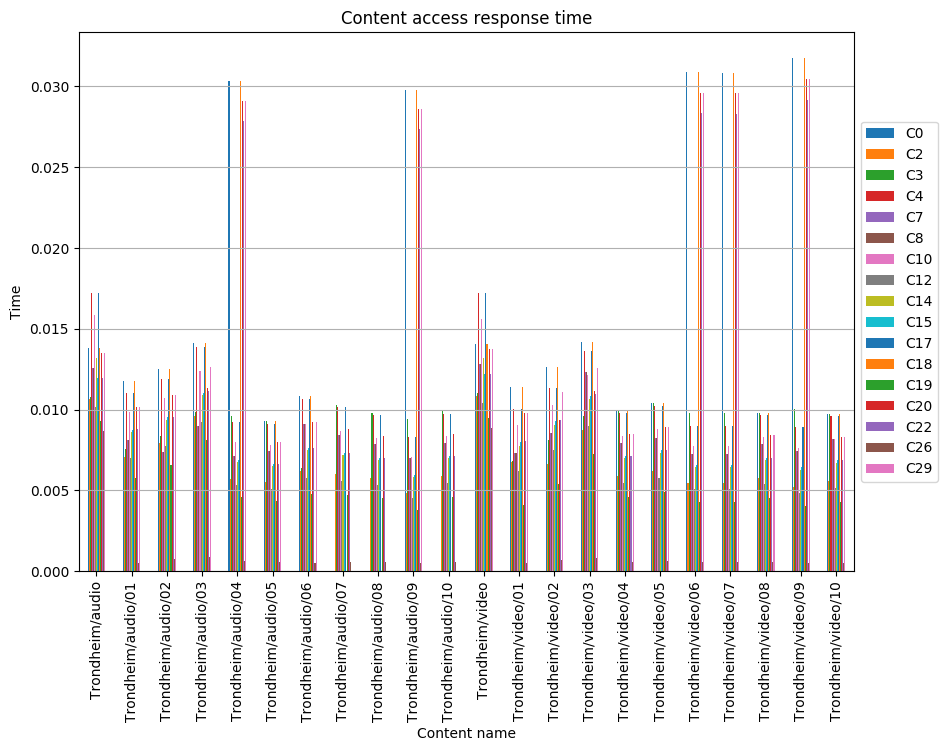 Content access response time
Time
0.030
0.025
0.020
0.015
0.010
0.005
0.000
Trondheim/audio
Trondheim/audio/01
Trondheim/audio/02
Trondheim/audio/03
Trondheim/audio/04
Trondheim/audio/05
Trondheim/audio/06
Trondheim/audio/07
Trondheim/audio/08
Trondheim/audio/09
Trondheim/audio/10
Trondheim/video
Trondheim/video/01
Trondheim/video/02
Trondheim/video/03
Trondheim/video/04
Trondheim/video/05
Trondheim/video/06
Trondheim/video/07
Trondheim/video/08
Trondheim/video/09
Trondheim/video/10
Content name
C0
C2
C3
C4
C7
C8
C10
C12
C14
C15
C17
C18
C19
C20
C22
C26
C29